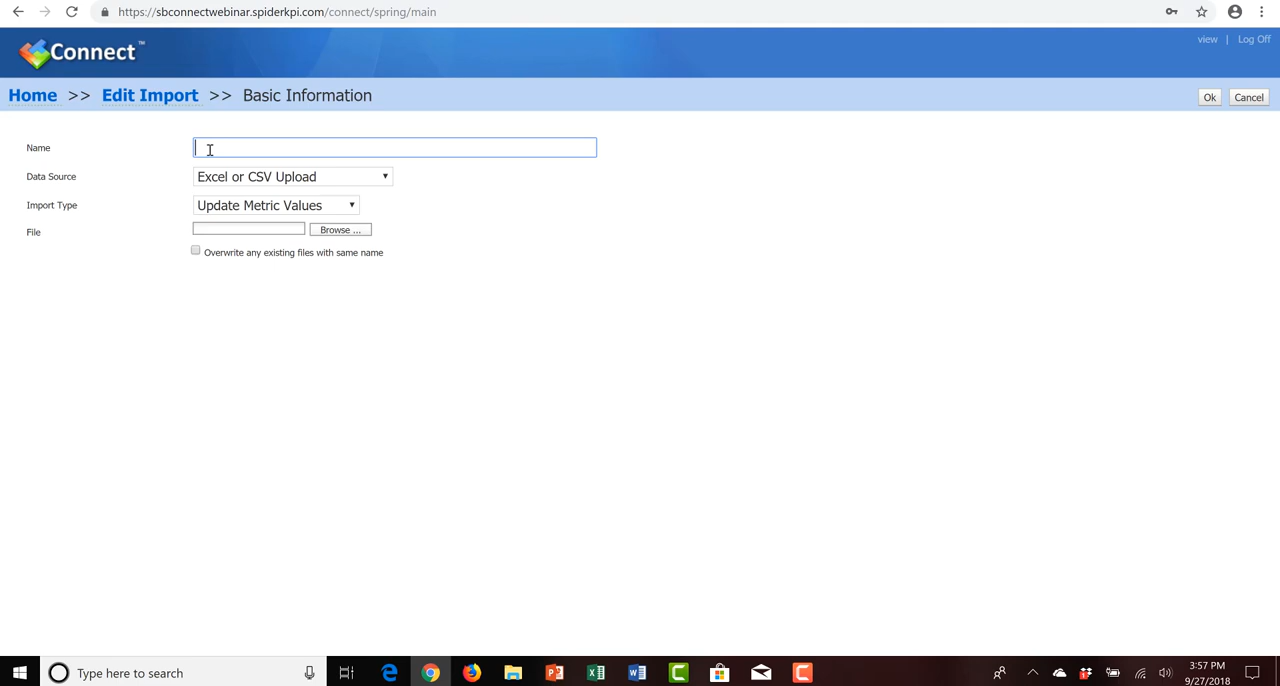 https://sbconnectwebinar.spiderkpi.com/connect/spring/main
Connect™
view | Log Off
Home >> Edit Import >> Basic Information
Ok Cancel
Name
Data Source Excel or CSV Upload
Import Type Update Metric Values
File Browse ...
Overwrite any existing files with same name
Type here to search
3:57 PM
9/27/2018